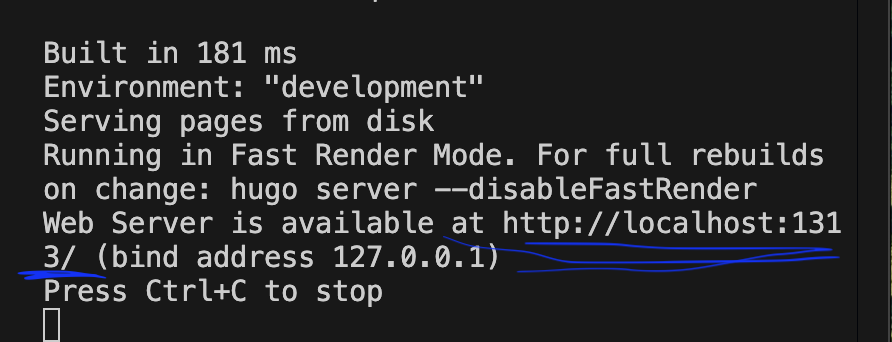 Built in 181 ms
Environment: "development"
Serving pages from disk
Running in Fast Render Mode. For full rebuilds
on change: hugo server --disableFastRender
Web Server is available at http://localhost:131
3/ (bind address 127.0.0.1)
Press Ctrl+C to stop